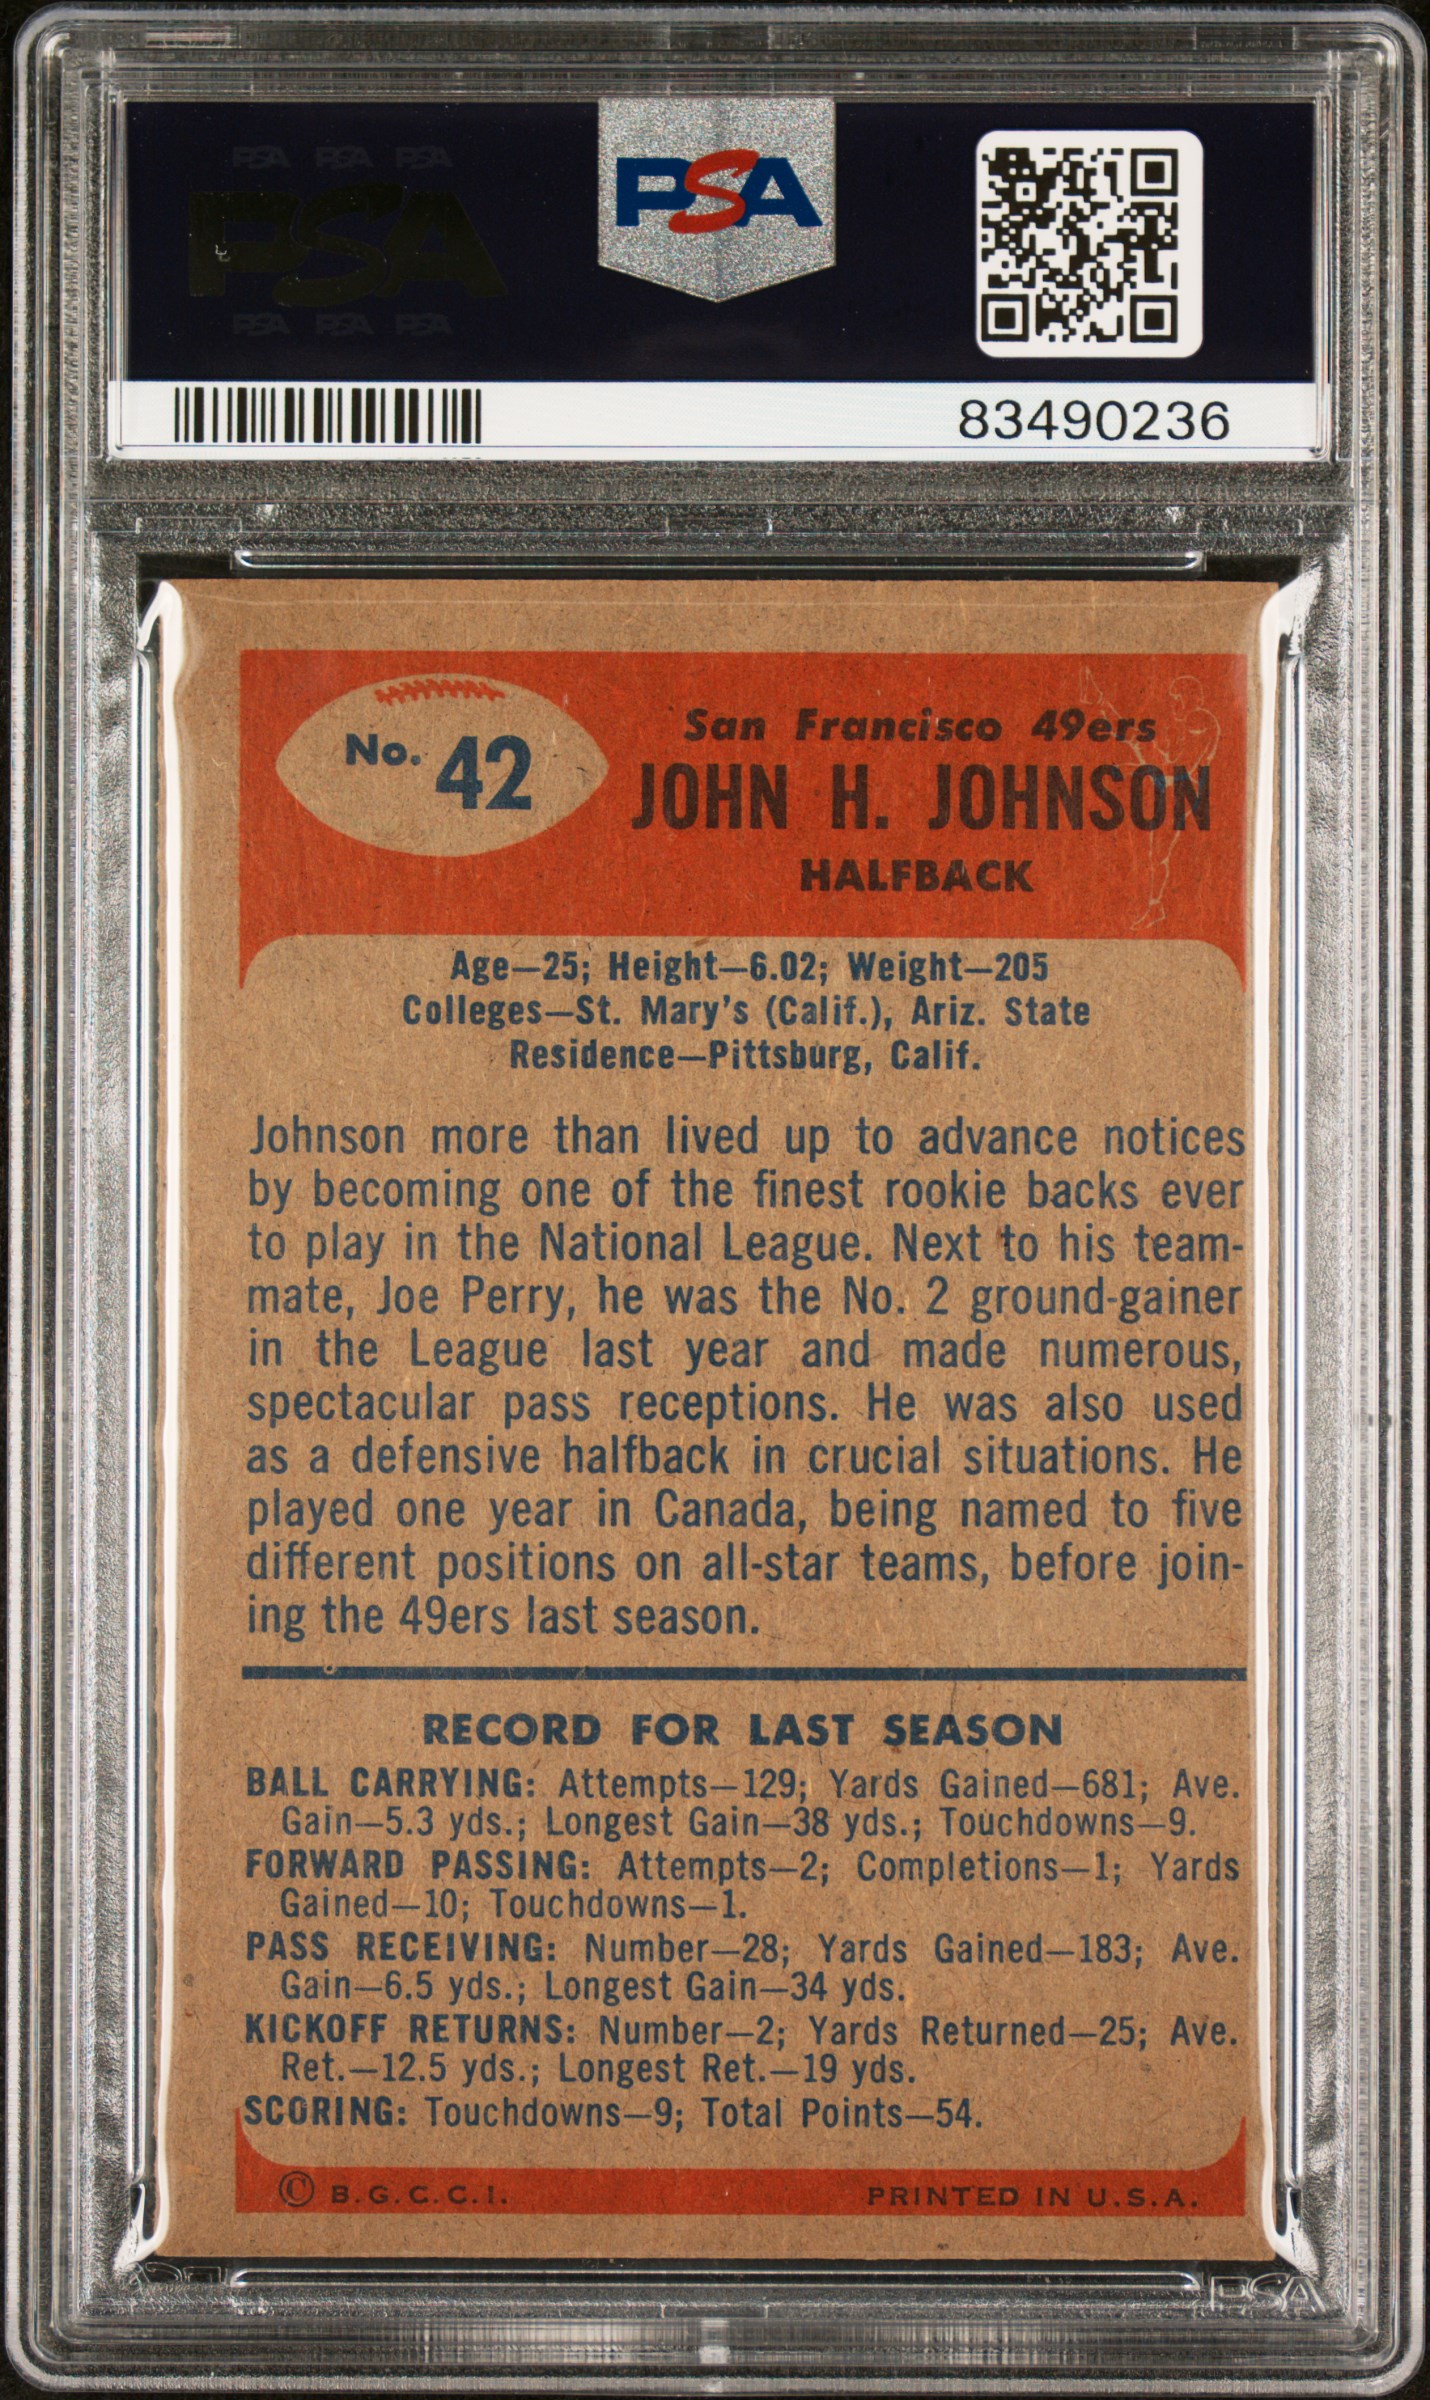 PSA PSA PSA
PSA
PSA PSA PSA
PSA
83490236
No. 42
San Francisco 49ers
JOHN H. JOHNSON
HALFBACK
Age—25; Height—6.02; Weight—205
Colleges—St. Mary's (Calif.), Ariz. State
Residence—Pittsburg, Calif.
Johnson more than lived up to advance notices
by becoming one of the finest rookie backs ever
to play in the National League. Next to his team-
mate, Joe Perry, he was the No. 2 ground-gainer
in the League last year and made numerous,
spectacular pass receptions. He was also used
as a defensive halfback in crucial situations. He
played one year in Canada, being named to five
different positions on all-star teams, before join-
ing the 49ers last season.
RECORD FOR LAST SEASON
BALL CARRYING: Attempts—129; Yards Gained—681; Ave.
Gain—5.3 yds.; Longest Gain—38 yds.; Touchdowns—9.
FORWARD PASSING: Attempts—2; Completions—1; Yards
Gained—10; Touchdowns—1.
PASS RECEIVING: Number—28; Yards Gained—183; Ave.
Gain—6.5 yds.; Longest Gain—34 yds.
KICKOFF RETURNS: Number—2; Yards Returned—25; Ave.
Ret.—12.5 yds.; Longest Ret.—19 yds.
SCORING: Touchdowns—9; Total Points—54.
© B.G.C.C.I. PRINTED IN U.S.A.
PSA